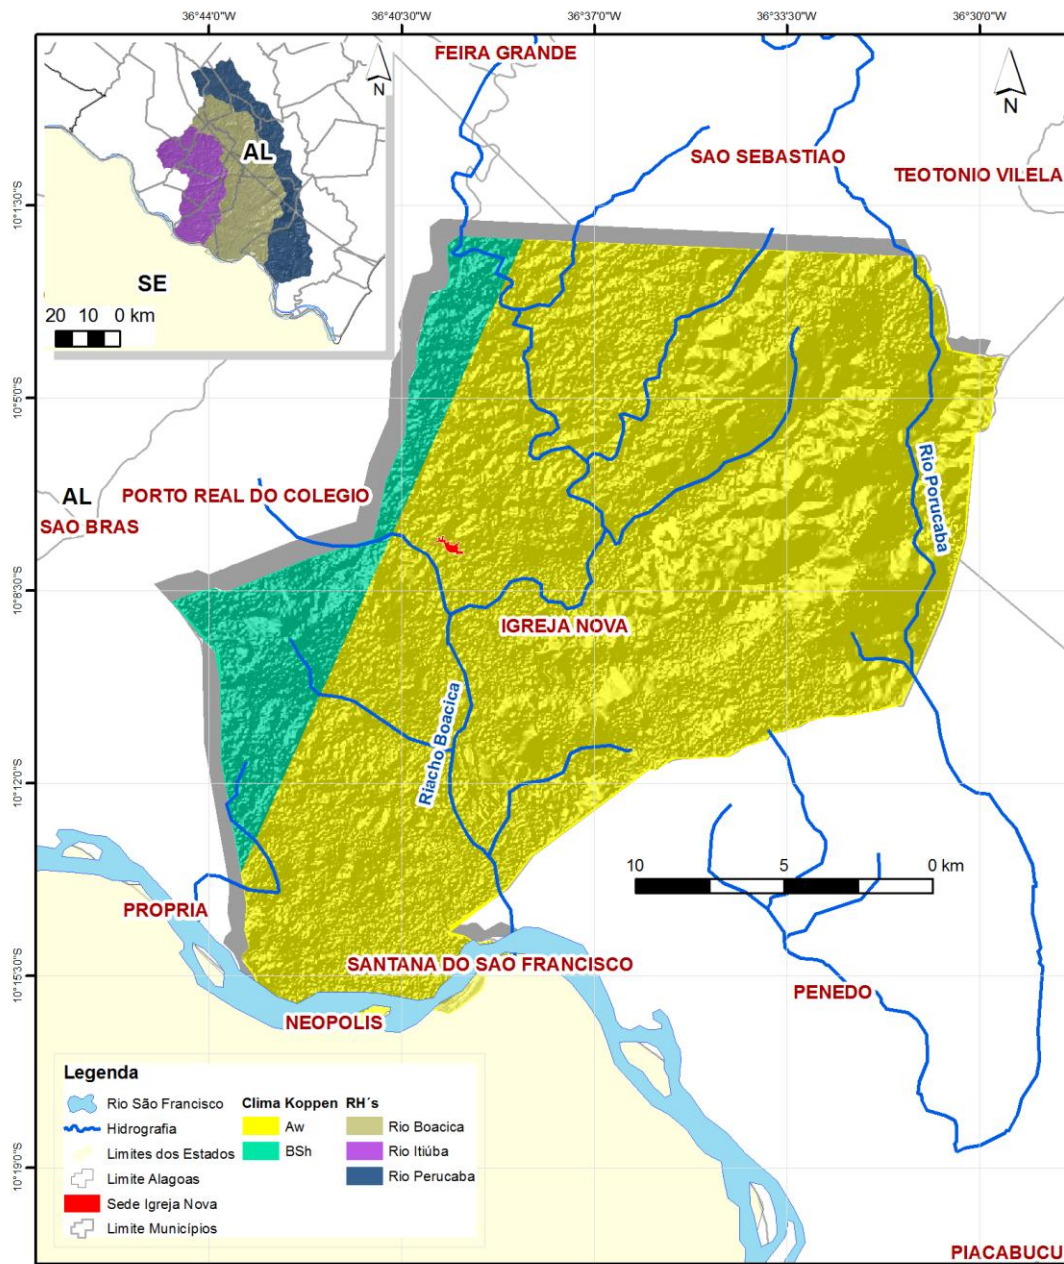 36°44'0"W
36°40'30"W
36°37'0"W
36°33'30"W
36°30'0"W
FEIRA GRANDE
N
N
AL
SAO SEBASTIAO
TEOTONIO VILELA
10°1'30"S
SE
20 10 0 km
10°5'0"S
AL
PORTO REAL DO COLEGIO
SAO BRAS
Rio Porucaba
10°8'30"S
IGREJA NOVA
Riacho Boacica
10°12'0"S
10 5 0 km
PROPRIA
SANTANA DO SAO FRANCISCO
10°15'30"S
PENEDO
NEOPOLIS
Legenda
Rio São Francisco
Hidrografia
Limites dos Estados
Limite Alagoas
Sede Igreja Nova
Limite Municípios
Clima Koppen
Aw
BSh
RH´s
Rio Boacica
Rio Itiúba
Rio Perucaba
10°19'0"S
PIACABUCU